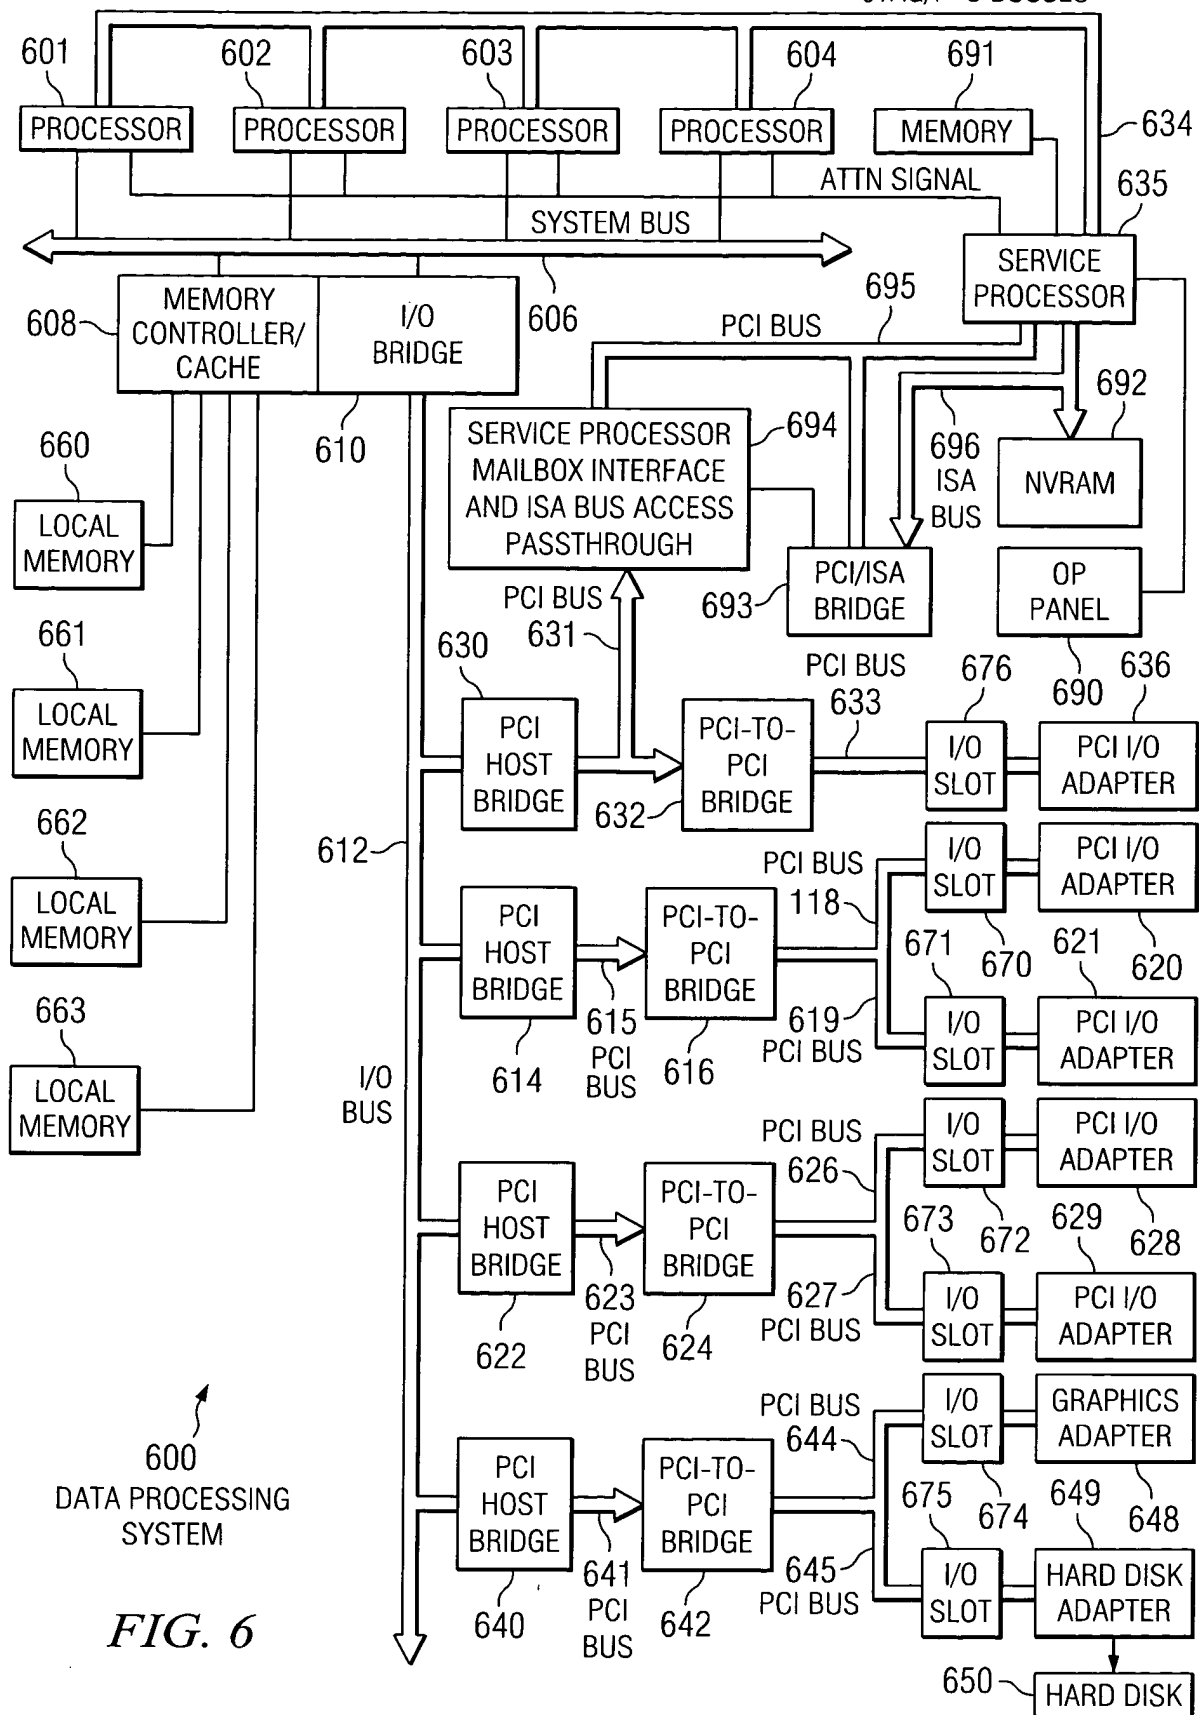 601
602
603
604
691
PROCESSOR
PROCESSOR
PROCESSOR
PROCESSOR
MEMORY
634
ATTN SIGNAL
635
SYSTEM BUS
SERVICE
PROCESSOR
608
MEMORY
CONTROLLER/
CACHE
I/O
BRIDGE
606
695
PCI BUS
610
SERVICE PROCESSOR
MAILBOX INTERFACE
AND ISA BUS ACCESS
PASSTHROUGH
694
696
ISA
BUS
692
NVRAM
660
LOCAL
MEMORY
PCI BUS
631
693
PCI/ISA
BRIDGE
OP
PANEL
690
661
LOCAL
MEMORY
630
PCI
HOST
BRIDGE
632
PCI-TO-
PCI
BRIDGE
PCI BUS
633
676
I/O
SLOT
636
PCI I/O
ADAPTER
662
LOCAL
MEMORY
612
PCI BUS
118
I/O
SLOT
670
PCI I/O
ADAPTER
620
PCI
HOST
BRIDGE
614
615
PCI
BUS
PCI-TO-
PCI
BRIDGE
616
619
PCI BUS
671
I/O
SLOT
621
PCI I/O
ADAPTER
663
LOCAL
MEMORY
I/O
BUS
PCI BUS
626
I/O
SLOT
672
PCI I/O
ADAPTER
628
PCI
HOST
BRIDGE
622
623
PCI
BUS
PCI-TO-
PCI
BRIDGE
624
627
PCI BUS
673
I/O
SLOT
629
PCI I/O
ADAPTER
PCI BUS
644
I/O
SLOT
674
GRAPHICS
ADAPTER
648
600
DATA PROCESSING
SYSTEM
PCI
HOST
BRIDGE
640
641
PCI
BUS
PCI-TO-
PCI
BRIDGE
642
645
PCI BUS
675
I/O
SLOT
649
HARD DISK
ADAPTER
FIG. 6
650
HARD DISK